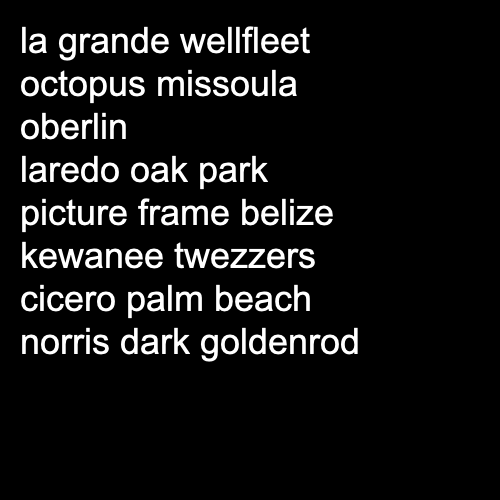 la grande wellfleet
octopus missoula
oberlin
laredo oak park
picture frame belize
kewanee twezzers
cicero palm beach
norris dark goldenrod